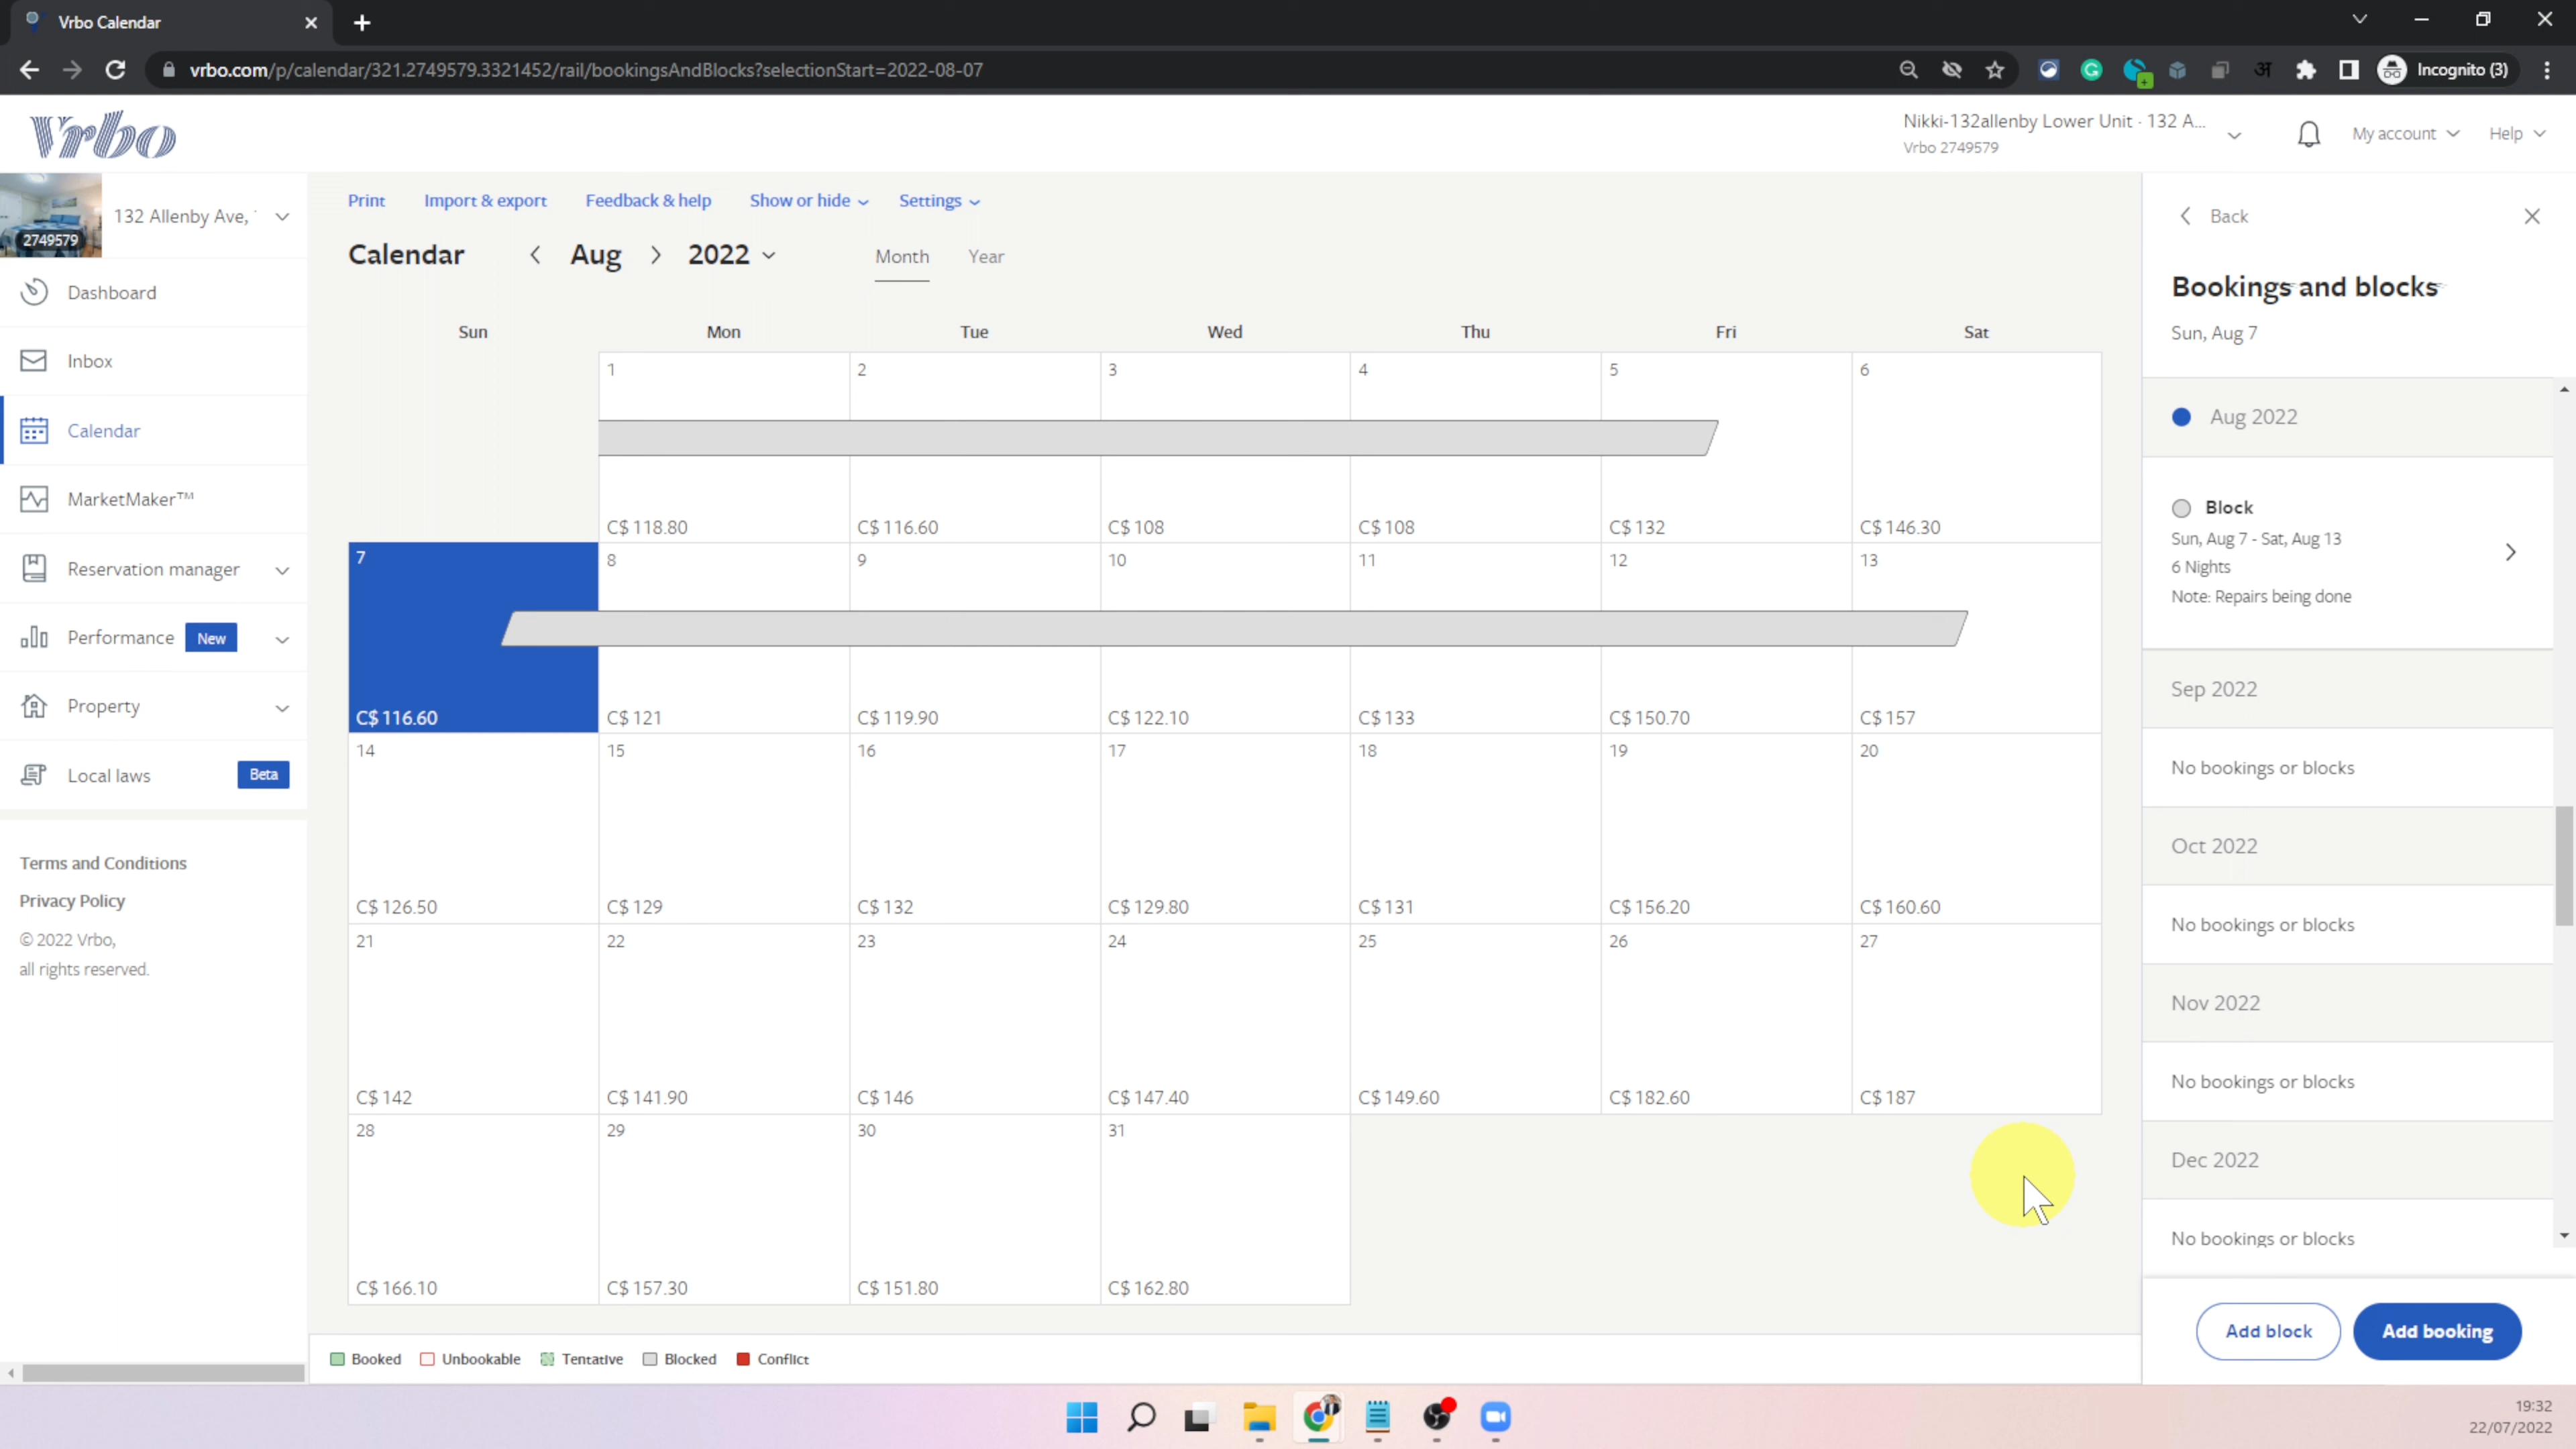 Vrbo Calendar
vrbo.com/p/calendar/321.2749579.3321452/rail/bookingsAndBlocks?selectionStart=2022-08-07
अ
Incognito (3)
Vrbo
Nikki-132allenby Lower Unit · 132 A...
Vrbo 2749579
My account
Help
2749579
132 Allenby Ave,
Dashboard
Inbox
Calendar
MarketMaker™
Reservation manager
Performance New
Property
Local laws Beta
Terms and Conditions
Privacy Policy
© 2022 Vrbo,
all rights reserved.
Print Import & export Feedback & help Show or hide Settings
Calendar Aug 2022 Month Year
Sun Mon Tue Wed Thu Fri Sat
1 2 3 4 5 6
C$ 118.80 C$ 116.60 C$ 108 C$ 108 C$ 132 C$ 146.30
7 8 9 10 11 12 13
C$ 116.60 C$ 121 C$ 119.90 C$ 122.10 C$ 133 C$ 150.70 C$ 157
14 15 16 17 18 19 20
C$ 126.50 C$ 129 C$ 132 C$ 129.80 C$ 131 C$ 156.20 C$ 160.60
21 22 23 24 25 26 27
C$ 142 C$ 141.90 C$ 146 C$ 147.40 C$ 149.60 C$ 182.60 C$ 187
28 29 30 31
C$ 166.10 C$ 157.30 C$ 151.80 C$ 162.80
Booked Unbookable Tentative Blocked Conflict
Back
Bookings and blocks
Sun, Aug 7
Aug 2022
Block
Sun, Aug 7 - Sat, Aug 13
6 Nights
Note: Repairs being done
Sep 2022
No bookings or blocks
Oct 2022
No bookings or blocks
Nov 2022
No bookings or blocks
Dec 2022
No bookings or blocks
Add block Add booking
19:32
22/07/2022